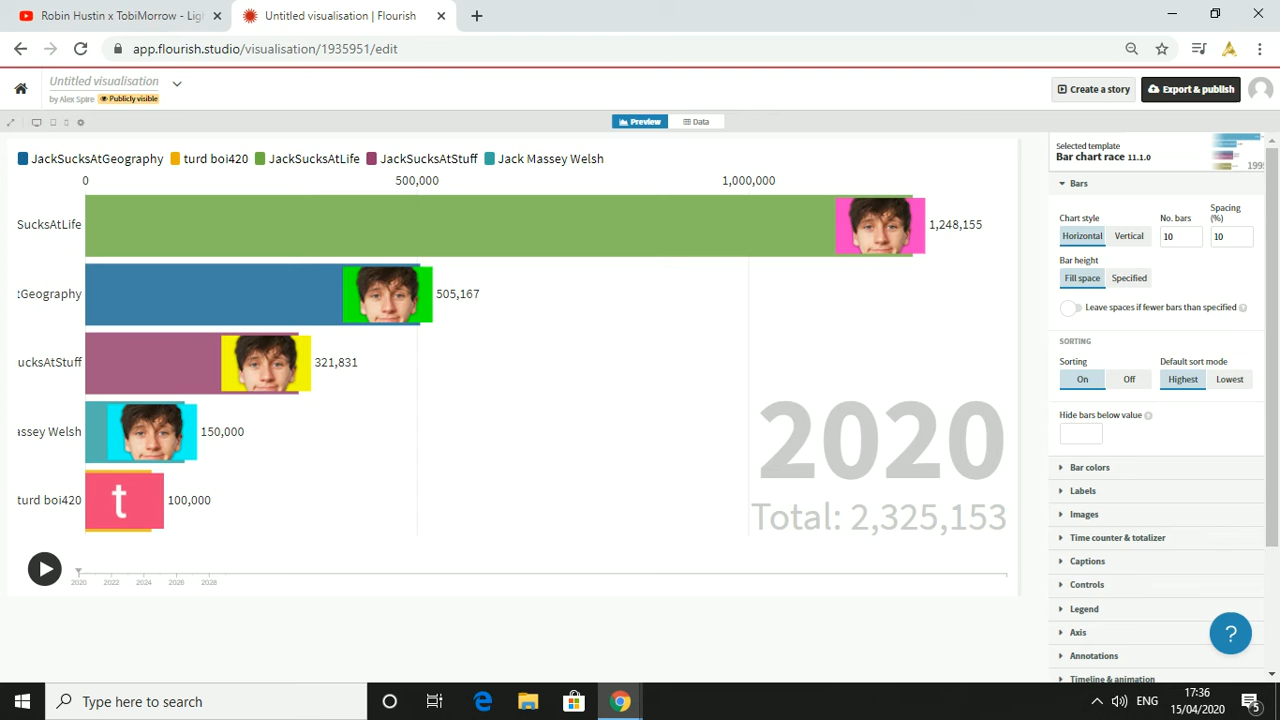 Robin Hustin x TobiMorrow - Lig
Untitled visualisation | Flourish
app.flourish.studio/visualisation/1935951/edit
Untitled visualisation
by Alex Spire Publicly visible
Create a story
Export & publish
Preview
Data
Selected template
Bar chart race 11.1.0
JackSucksAtGeography turd boi420 JackSucksAtLife JackSucksAtStuff Jack Massey Welsh
0 500,000 1,000,000
SucksAtLife 1,248,155
tGeography 505,167
ucksAtStuff 321,831
assey Welsh 150,000
turd boi420 t 100,000
2020
Total: 2,325,153
2020 2022 2024 2026 2028
Bars
Chart style No. bars Spacing (%)
Horizontal Vertical 10 10
Bar height
Fill space Specified
Leave spaces if fewer bars than specified ?
SORTING
Sorting Default sort mode
On Off Highest Lowest
Hide bars below value ?
Bar colors
Labels
Images
Time counter & totalizer
Captions
Controls
Legend
Axis
Annotations
Timeline & animation
?
Type here to search
ENG
17:36
15/04/2020
5